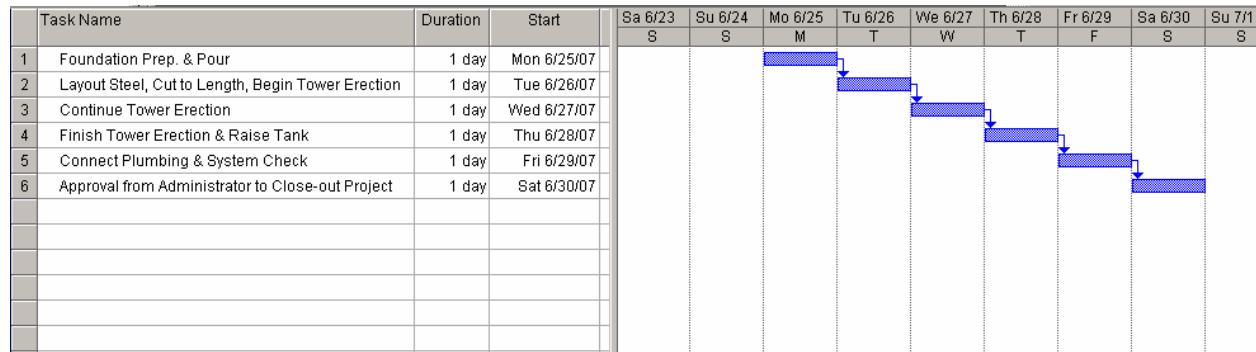 Task Name Duration Start Sa 6/23 Su 6/24 Mo 6/25 Tu 6/26 We 6/27 Th 6/28 Fr 6/29 Sa 6/30 Su 7/1
S S M T W T F S S
1 Foundation Prep. & Pour 1 day Mon 6/25/07
2 Layout Steel, Cut to Length, Begin Tower Erection 1 day Tue 6/26/07
3 Continue Tower Erection 1 day Wed 6/27/07
4 Finish Tower Erection & Raise Tank 1 day Thu 6/28/07
5 Connect Plumbing & System Check 1 day Fri 6/29/07
6 Approval from Administrator to Close-out Project 1 day Sat 6/30/07